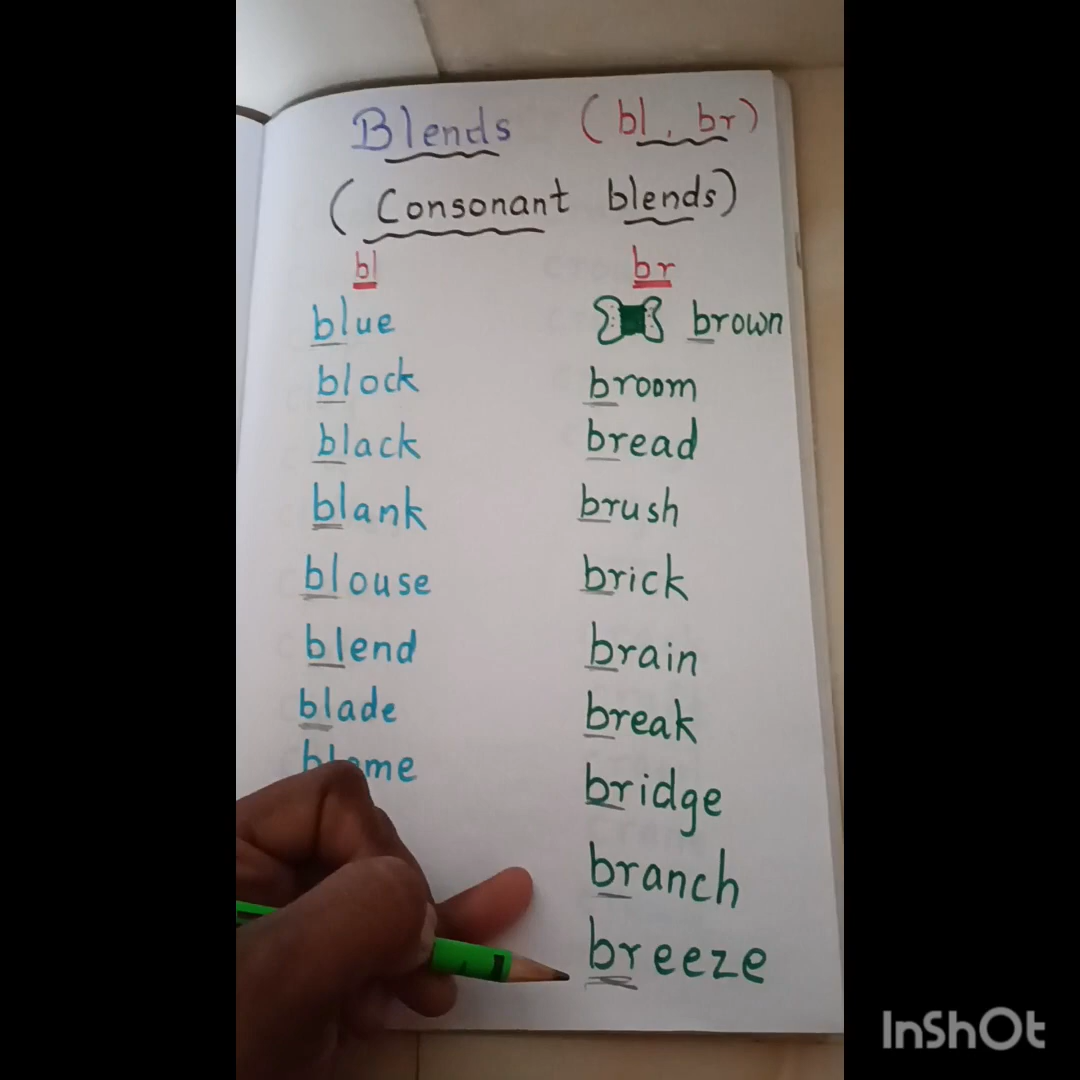 Blends (bl, br)
(Consonant blends)
bl
blue
block
black
blank
blouse
blend
blade
br
brown
broom
bread
brush
brick
brain
break
bridge
branch
breeze
InShOt